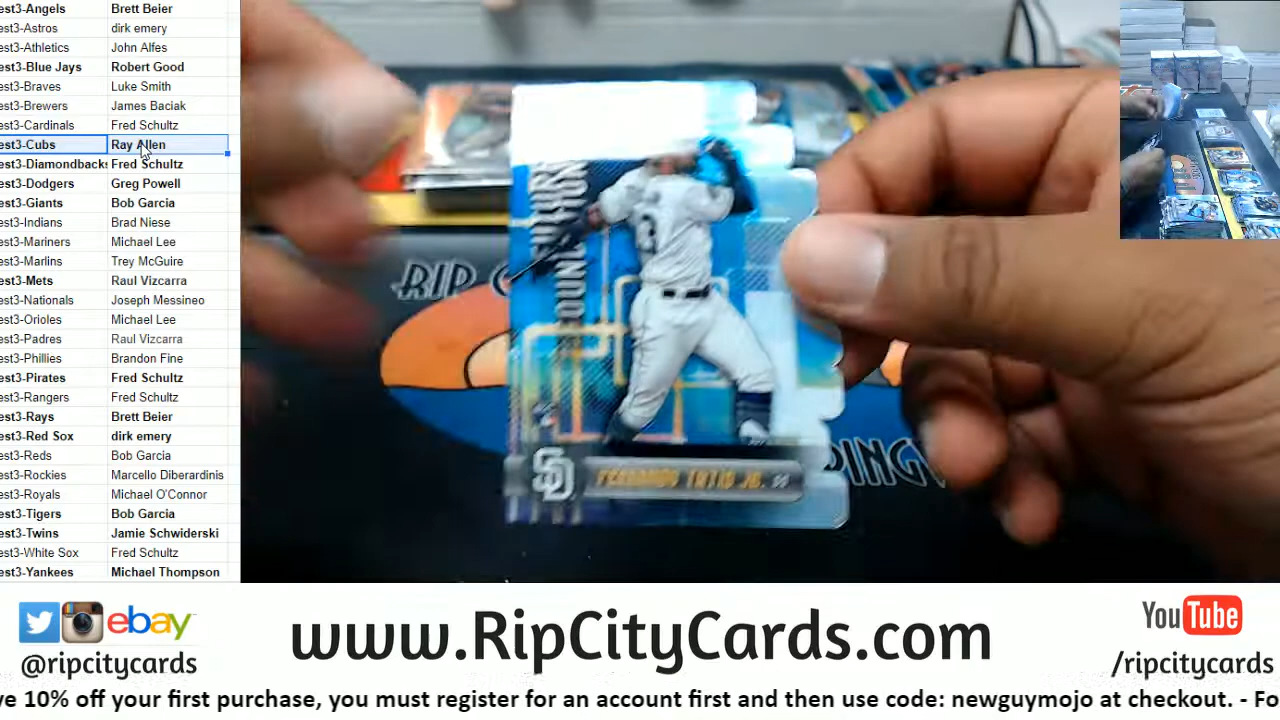 est3-Angels Brett Beier
est3-Astros dirk emery
est3-Athletics John Alfes
est3-Blue Jays Robert Good
est3-Braves Luke Smith
est3-Brewers James Baciak
est3-Cardinals Fred Schultz
est3-Cubs Ray Allen
est3-Diamondbacks Fred Schultz
est3-Dodgers Greg Powell
est3-Giants Bob Garcia
est3-Indians Brad Niese
est3-Mariners Michael Lee
est3-Marlins Trey McGuire
est3-Mets Raul Vizcarra
est3-Nationals Joseph Messineo
est3-Orioles Michael Lee
est3-Padres Raul Vizcarra
est3-Phillies Brandon Fine
est3-Pirates Fred Schultz
est3-Rangers Fred Schultz
est3-Rays Brett Beier
est3-Red Sox dirk emery
est3-Reds Bob Garcia
est3-Rockies Marcello Diberardinis
est3-Royals Michael O'Connor
est3-Tigers Bob Garcia
est3-Twins Jamie Schwiderski
est3-White Sox Fred Schultz
est3-Yankees Michael Thompson
RIP
SD
FERNANDO TATIS JR. SS
ebay
@ripcitycards
www.RipCityCards.com
YouTube
/ripcitycards
ve 10% off your first purchase, you must register for an account first and then use code: newguymojo at checkout. - Fo